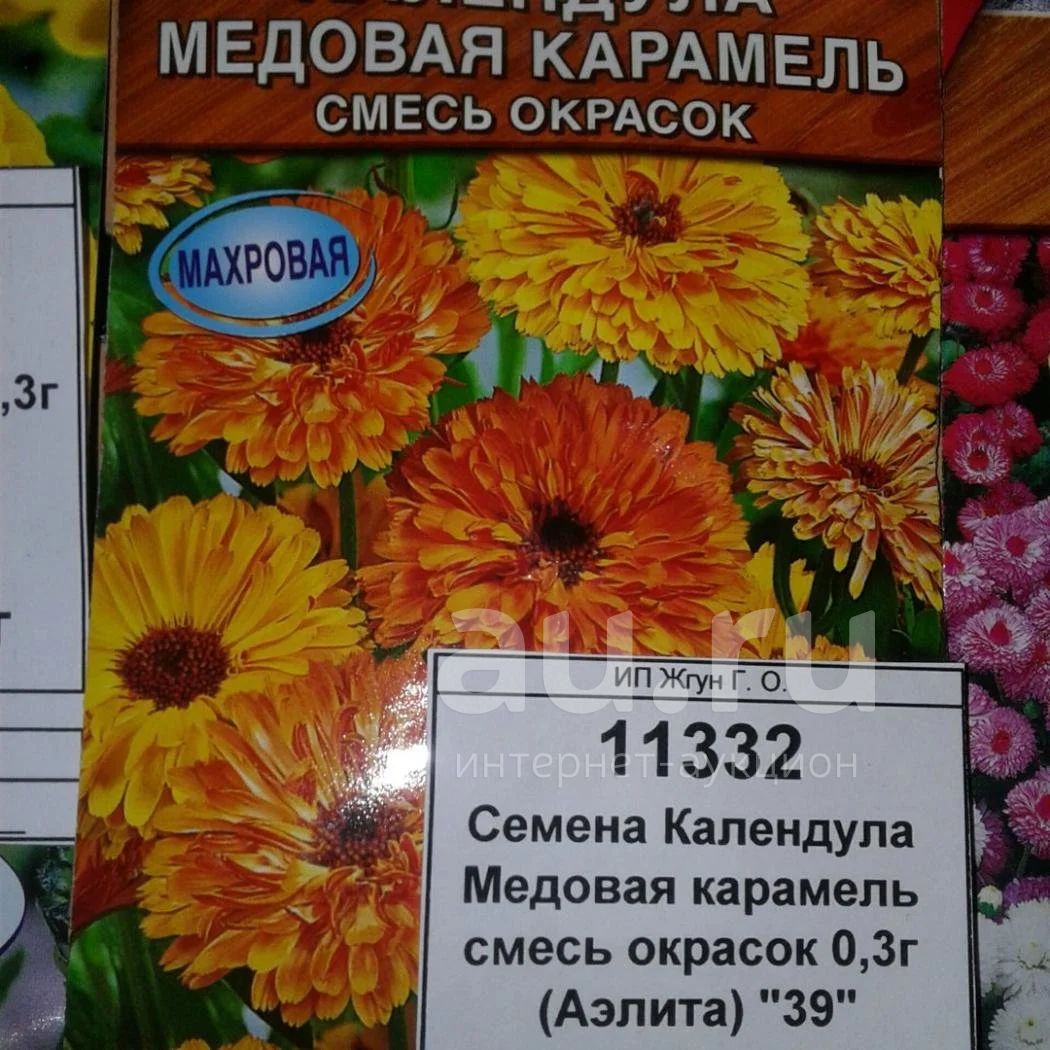 КАЛЕНДУЛА
МЕДОВАЯ КАРАМЕЛЬ
СМЕСЬ ОКРАСОК
МАХРОВАЯ
,3г
au.ru
интернет-аукцион
ИП Жгун Г. О.
11332
Семена Календула
Медовая карамель
смесь окрасок 0,3г
(Аэлита) "39"